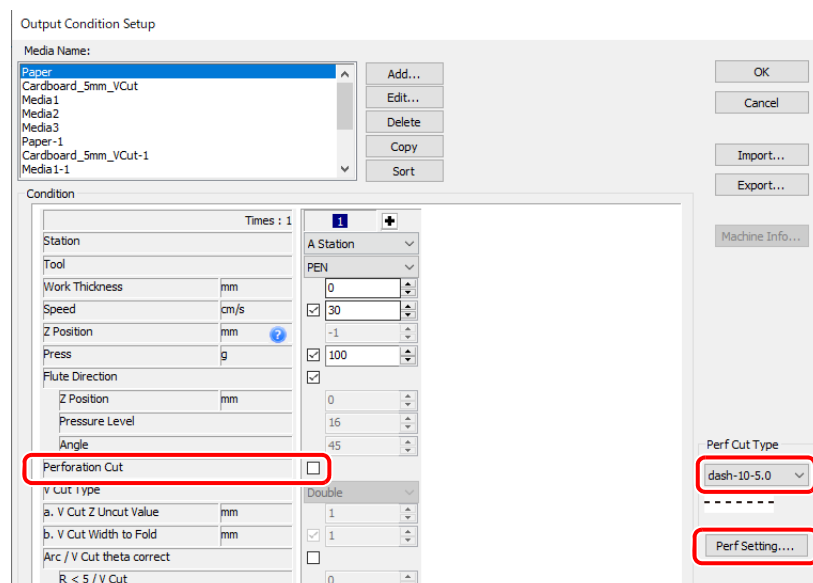 Output Condition Setup
Media Name:
Paper
Cardboard_5mm_VCut
Media1
Media2
Media3
Paper-1
Cardboard_5mm_VCut-1
Media1-1
Add...
Edit...
Delete
Copy
Sort
OK
Cancel
Import...
Export...
Machine Info...
Condition
Times : 1 1
Station A Station
Tool PEN
Work Thickness mm 0
Speed cm/s 30
Z Position mm ? -1
Press g 100
Flute Direction
Z Position mm 0
Pressure Level 16
Angle 45
Perforation Cut
V Cut Type Double
a. V Cut Z Uncut Value mm 1
b. V Cut Width to Fold mm 1
Arc / V Cut theta correct
R < 5 / V Cut 0
Perf Cut Type
dash-10-5.0
Perf Setting....